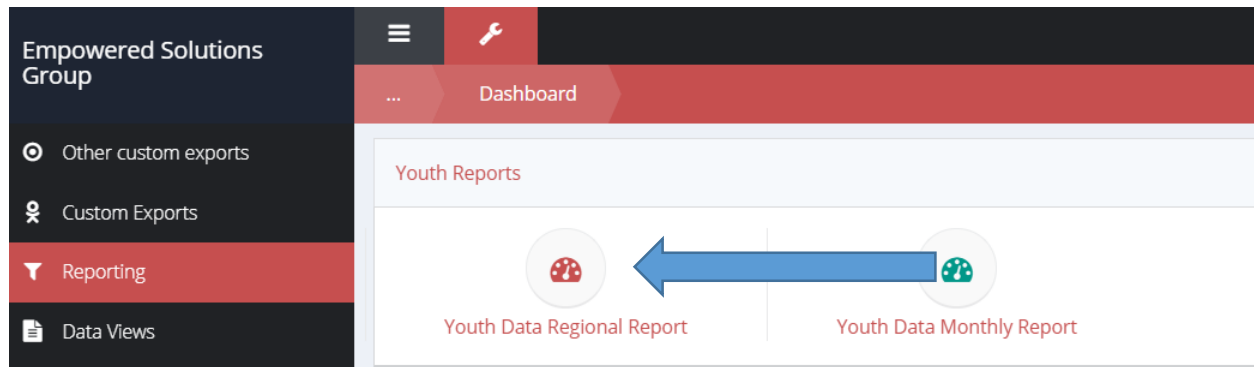 Empowered Solutions
Group
... Dashboard
Other custom exports
Custom Exports
Reporting
Data Views
Youth Reports
Youth Data Regional Report
Youth Data Monthly Report